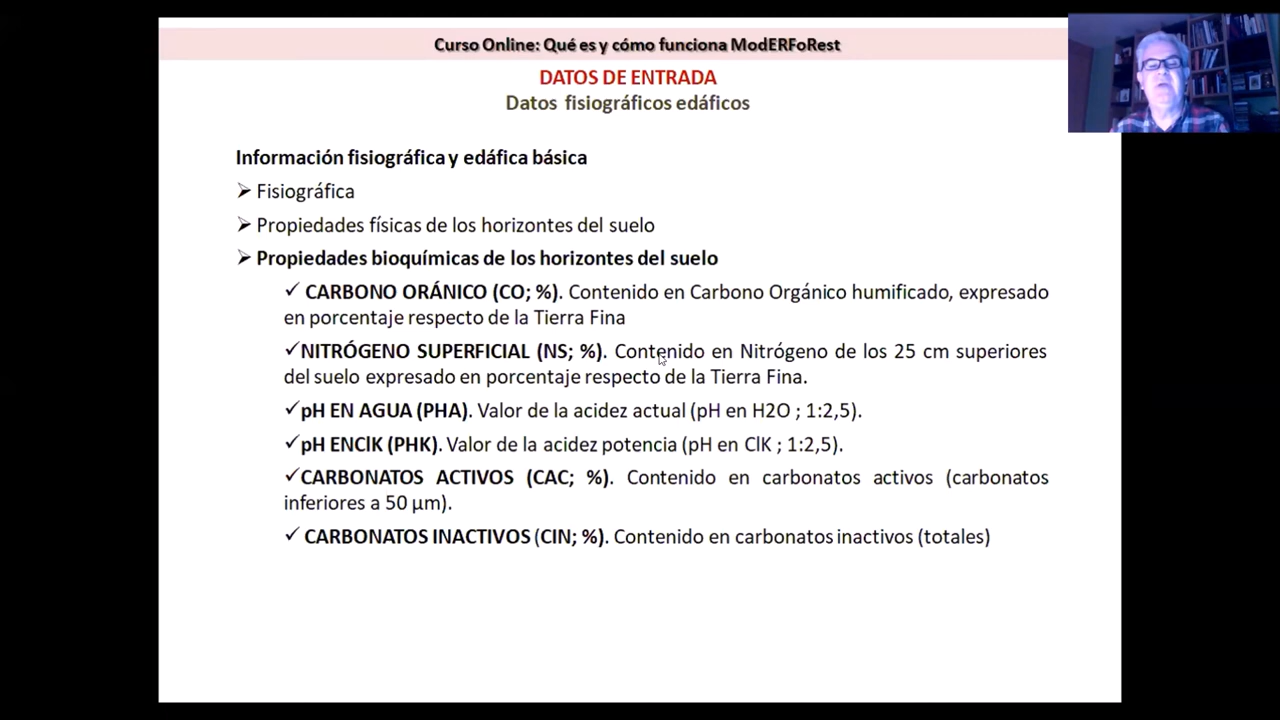 Curso Online: Qué es y cómo funciona ModERFoRest
DATOS DE ENTRADA
Datos fisiográficos edáficos
Información fisiográfica y edáfica básica
➢ Fisiográfica
➢ Propiedades físicas de los horizontes del suelo
➢ Propiedades bioquímicas de los horizontes del suelo
✓ CARBONO ORÁNICO (CO; %). Contenido en Carbono Orgánico humificado, expresado
en porcentaje respecto de la Tierra Fina
✓NITRÓGENO SUPERFICIAL (NS; %). Contenido en Nitrógeno de los 25 cm superiores
del suelo expresado en porcentaje respecto de la Tierra Fina.
✓pH EN AGUA (PHA). Valor de la acidez actual (pH en H2O ; 1:2,5).
✓pH ENClK (PHK). Valor de la acidez potencia (pH en ClK ; 1:2,5).
✓CARBONATOS ACTIVOS (CAC; %). Contenido en carbonatos activos (carbonatos
inferiores a 50 µm).
✓ CARBONATOS INACTIVOS (CIN; %). Contenido en carbonatos inactivos (totales)